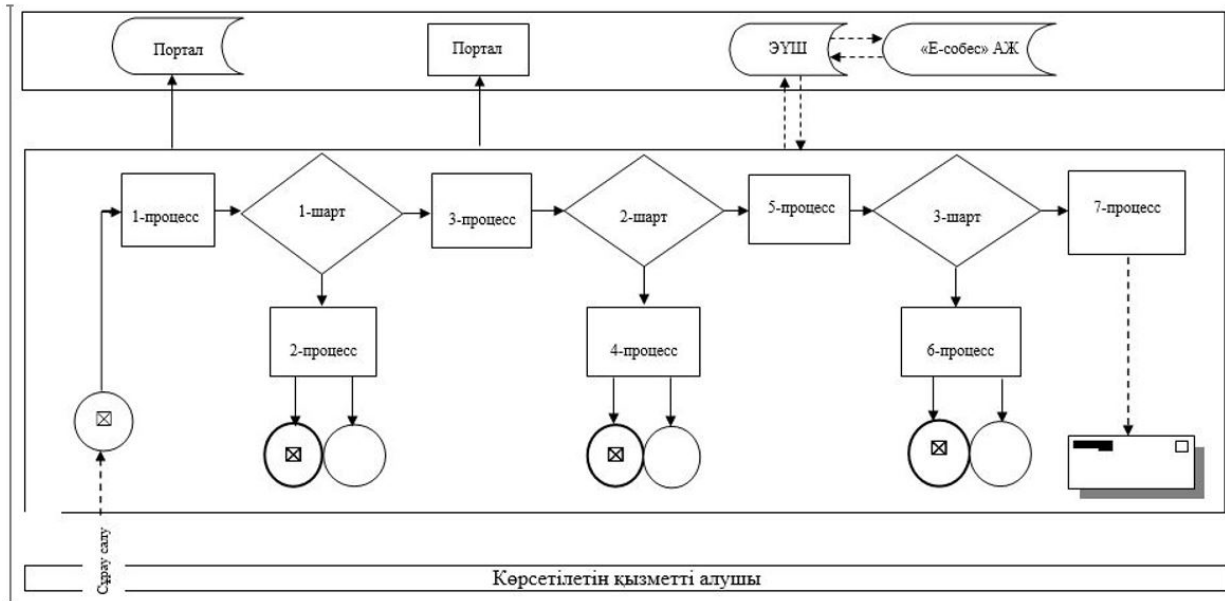 Портал
Портал
ЭҮШ
«Е-собес» АЖ
1-процесс
1-шарт
3-процесс
2-шарт
5-процесс
3-шарт
7-процесс
2-процесс
4-процесс
6-процесс
Сұрау салу
Көрсетілетін қызметті алушы